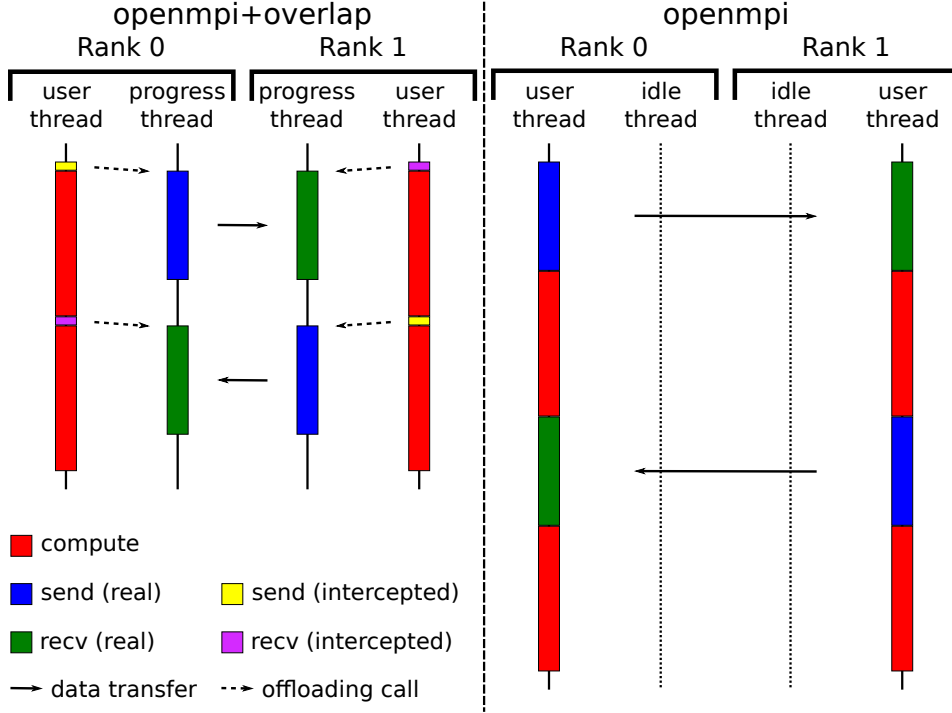 openmpi+overlap
Rank 0
Rank 1
user
thread
progress
thread
progress
thread
user
thread
openmpi
Rank 0
Rank 1
user
thread
idle
thread
idle
thread
user
thread
compute
send (real)
send (intercepted)
recv (real)
recv (intercepted)
data transfer
offloading call